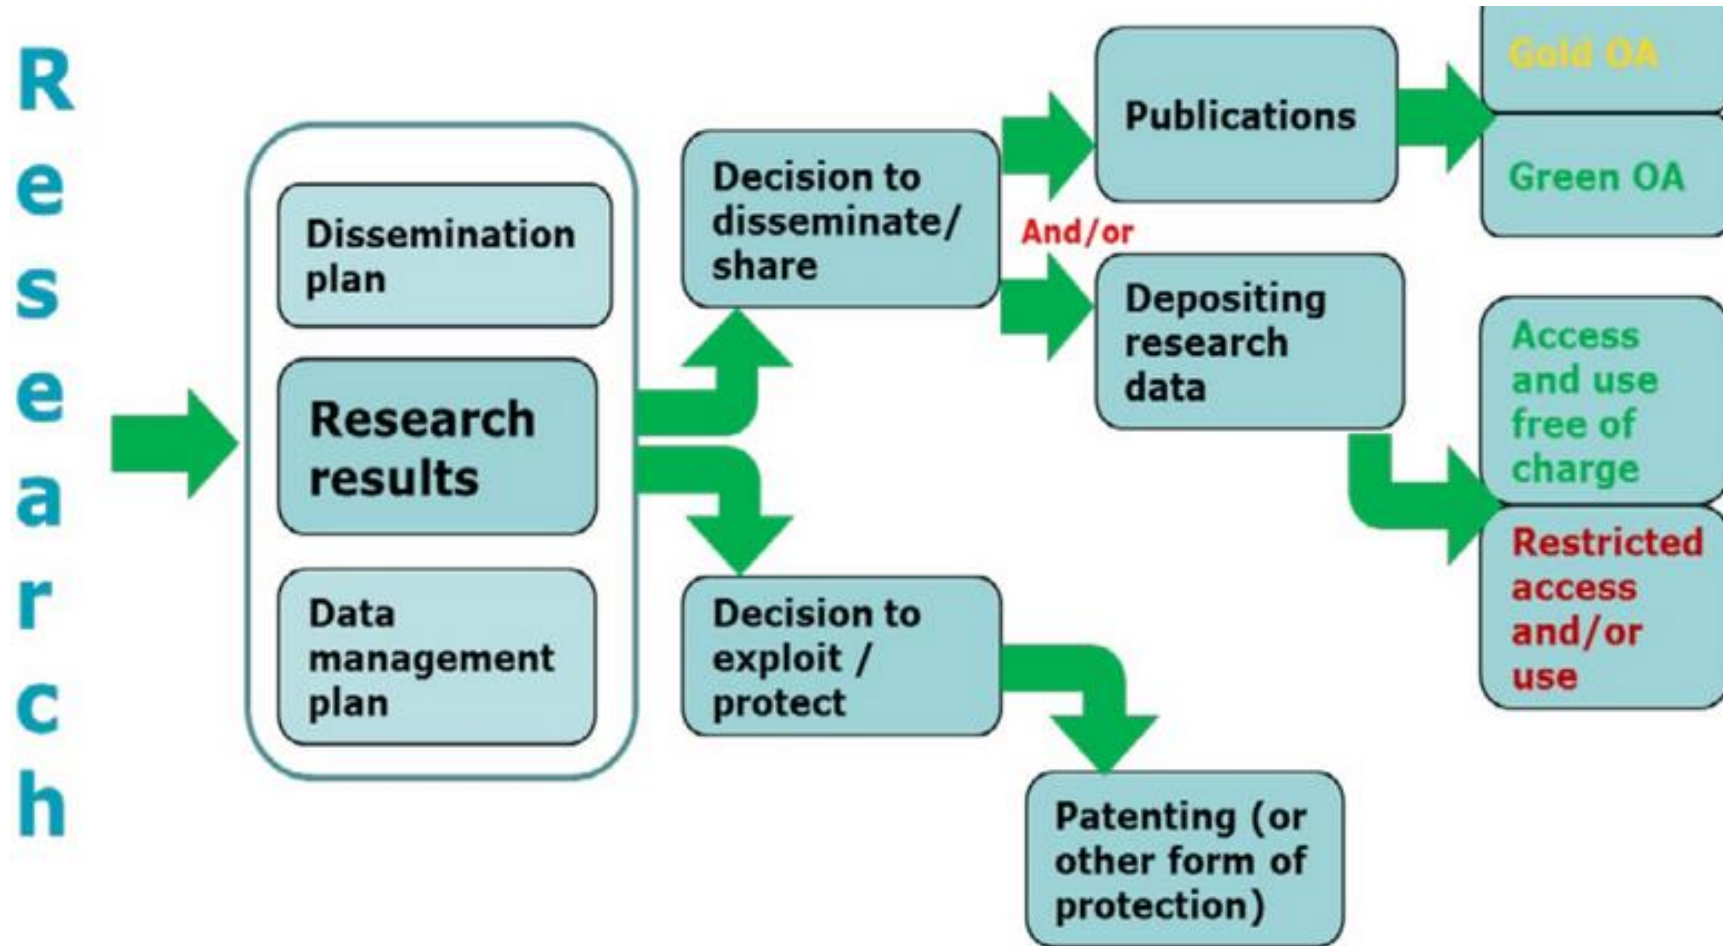 Research
Dissemination
plan
Research
results
Data
management
plan
Decision to
disseminate/
share
Decision to
exploit /
protect
And/or
Publications
Depositing
research
data
Patenting (or
other form of
protection)
Gold OA
Green OA
Access
and use
free of
charge
Restricted
access
and/or
use